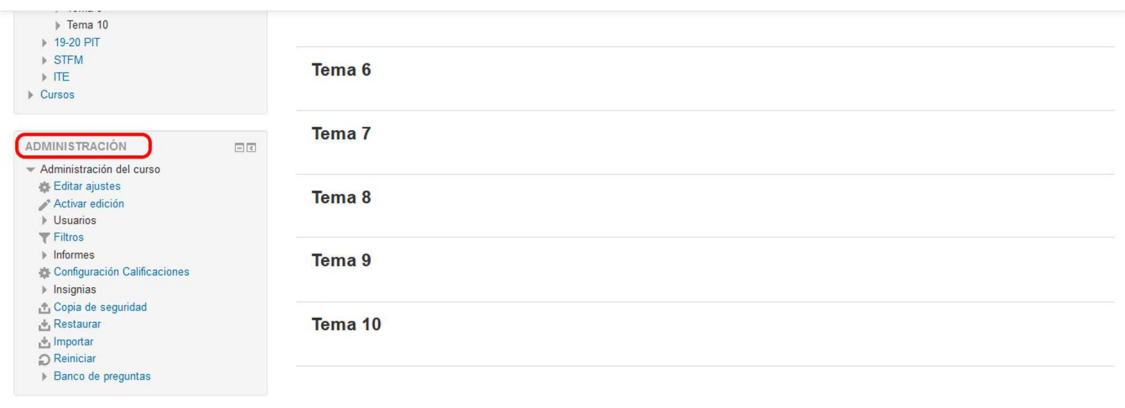 Tema 10
19-20 PIT
STFM
ITE
Cursos
ADMINISTRACIÓN
Administración del curso
Editar ajustes
Activar edición
Usuarios
Filtros
Informes
Configuración Calificaciones
Insignias
Copia de seguridad
Restaurar
Importar
Reiniciar
Banco de preguntas
Tema 6
Tema 7
Tema 8
Tema 9
Tema 10